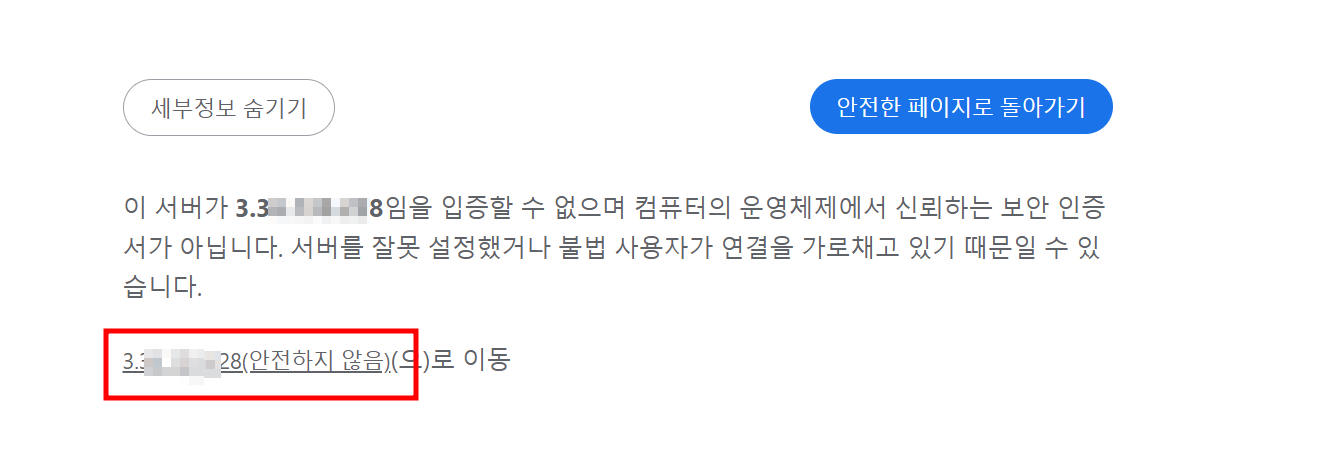 세부정보 숨기기
안전한 페이지로 돌아가기
이 서버가 3.3 8임을 입증할 수 없으며 컴퓨터의 운영체제에서 신뢰하는 보안 인증
서가 아닙니다. 서버를 잘못 설정했거나 불법 사용자가 연결을 가로채고 있기 때문일 수 있
습니다.
3.3 28(안전하지 않음)(으)로 이동